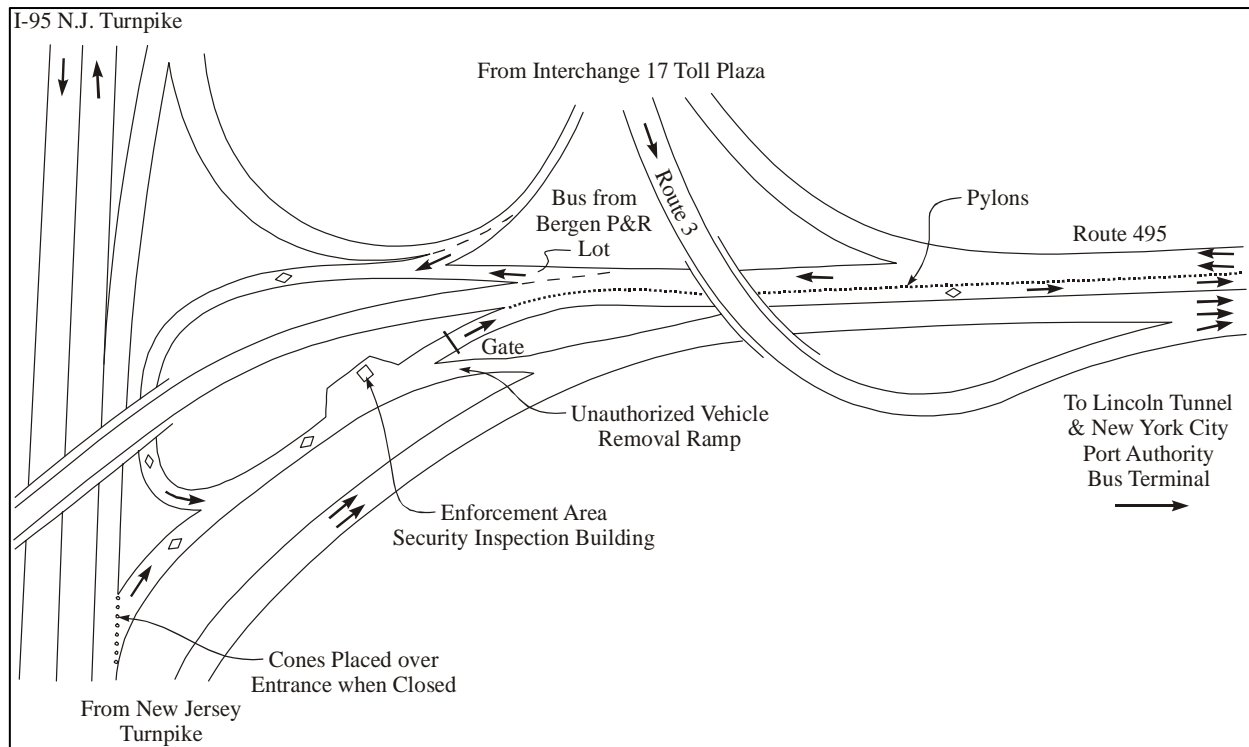 I-95 N.J. Turnpike
From Interchange 17 Toll Plaza
Route 3
Bus from
Bergen P&R
Lot
Pylons
Route 495
Gate
Unauthorized Vehicle
Removal Ramp
To Lincoln Tunnel
& New York City
Port Authority
Bus Terminal
Enforcement Area
Security Inspection Building
Cones Placed over
Entrance when Closed
From New Jersey
Turnpike